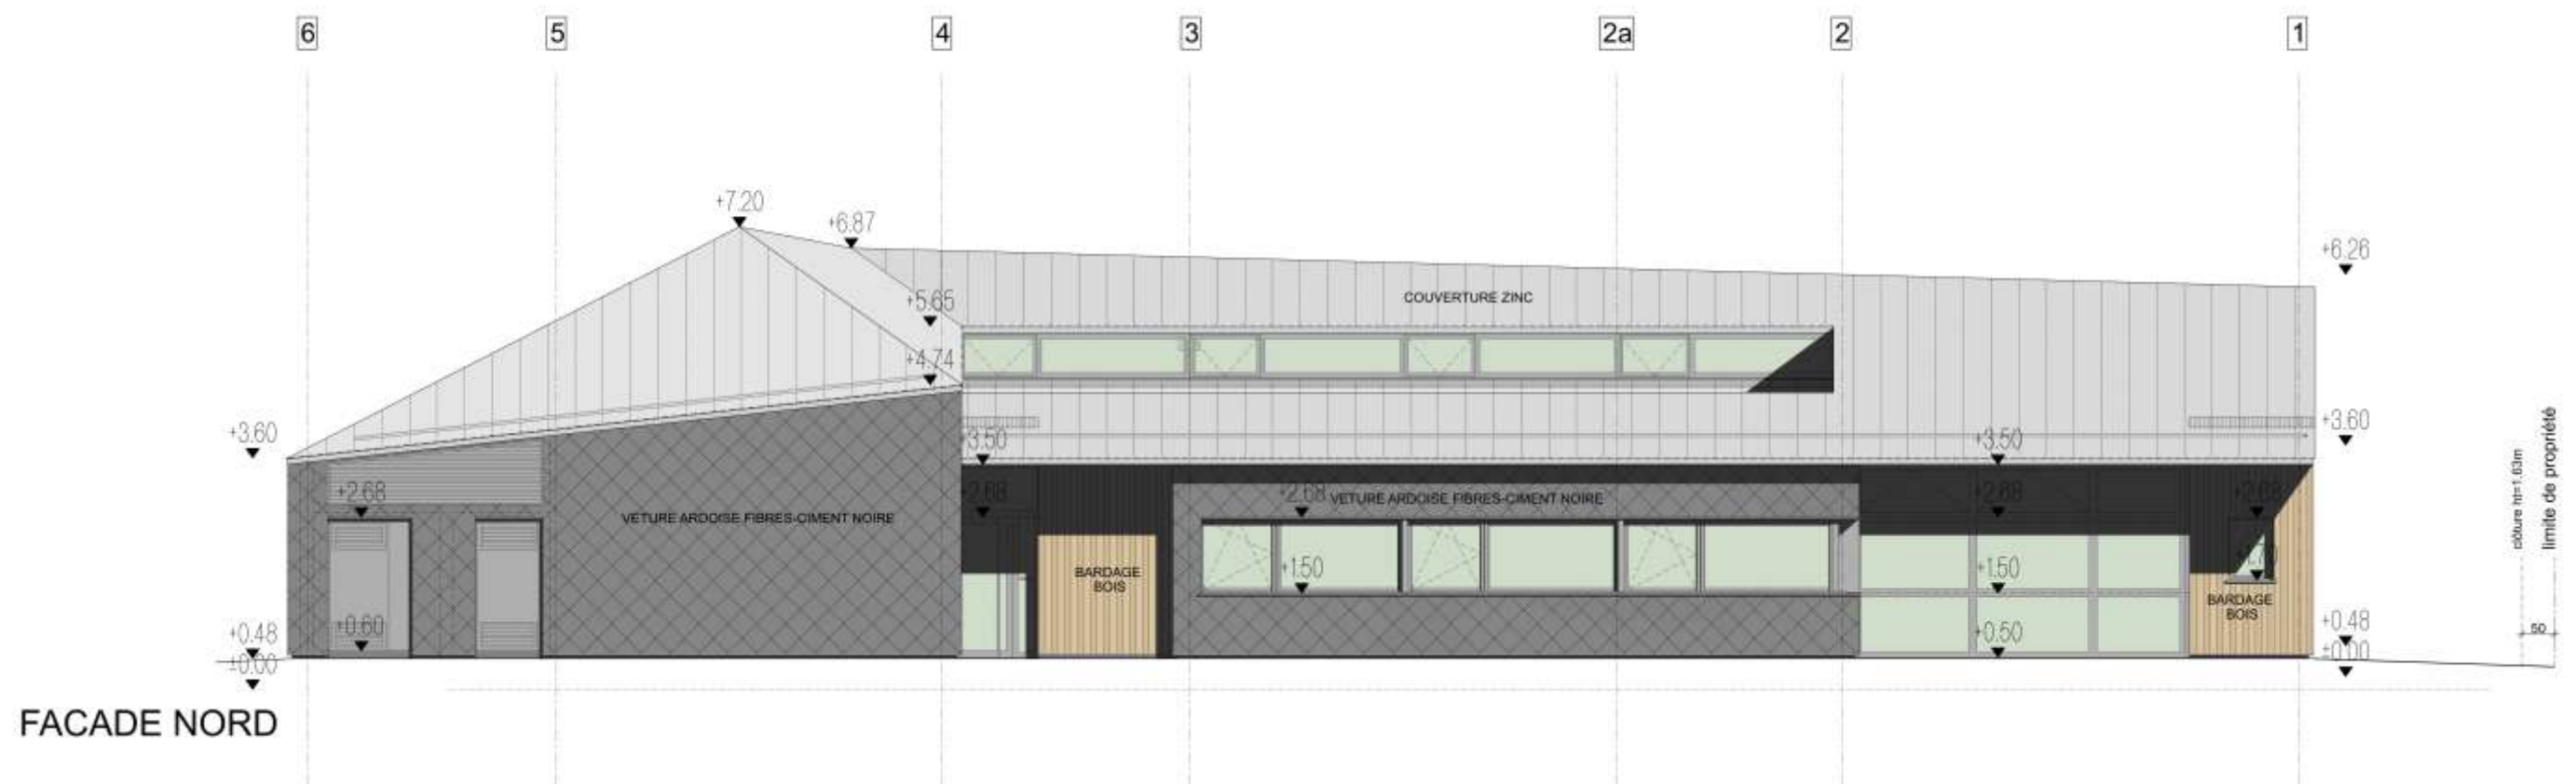 6 5 4 3 2a 2 1
+7.20
+6.87
+6.26
+5.65
COUVERTURE ZINC
+4.74
+3.60
+3.60
+3.50
+3.50
+2.68
+2.68
+2.68
+2.68
+2.68
VETURE ARDOISE FIBRES-CIMENT NOIRE
VETURE ARDOISE FIBRES-CIMENT NOIRE
clôture ht=1.63m
limite de propriété
+1.50
+1.50
BARDAGE
BOIS
BARDAGE
BOIS
+0.60
+0.50
+0.48
±0.00
+0.48
±0.00
50
FACADE NORD